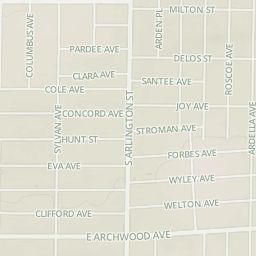 MILTON ST
COLUMBUS AVE
ARDEN PL
PARDEE AVE
DELOS ST
ROSCOE AVE
CLARA AVE
SANTEE AVE
COLE AVE
S ARLINGTON ST
JOY AVE
CONCORD AVE
SYLVAN AVE
STROMAN AVE
ARDELLA AVE
HUNT ST
FORBES AVE
EVA AVE
WYLEY AVE
WELTON AVE
CLIFFORD AVE
E ARCHWOOD AVE